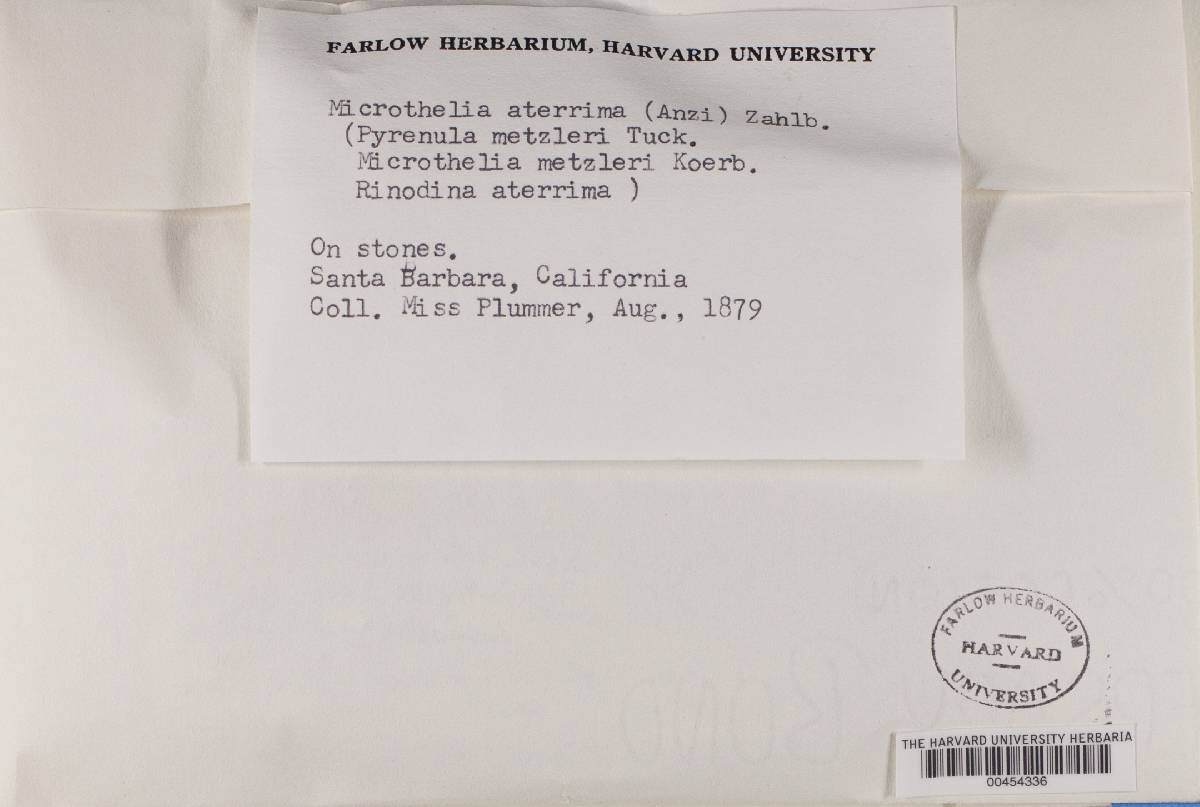 FARLOW HERBARIUM, HARVARD UNIVERSITY
Microthelia aterrima (Anzi) Zahlb.
(Pyrenula metzleri Tuck.
Microthelia metzleri Koerb.
Rinodina aterrima )
On stones.
Santa Barbara, California
Coll. Miss Plummer, Aug., 1879
FARLOW HERBARIUM
HARVARD
UNIVERSITY
THE HARVARD UNIVERSITY HERBARIA
00454336